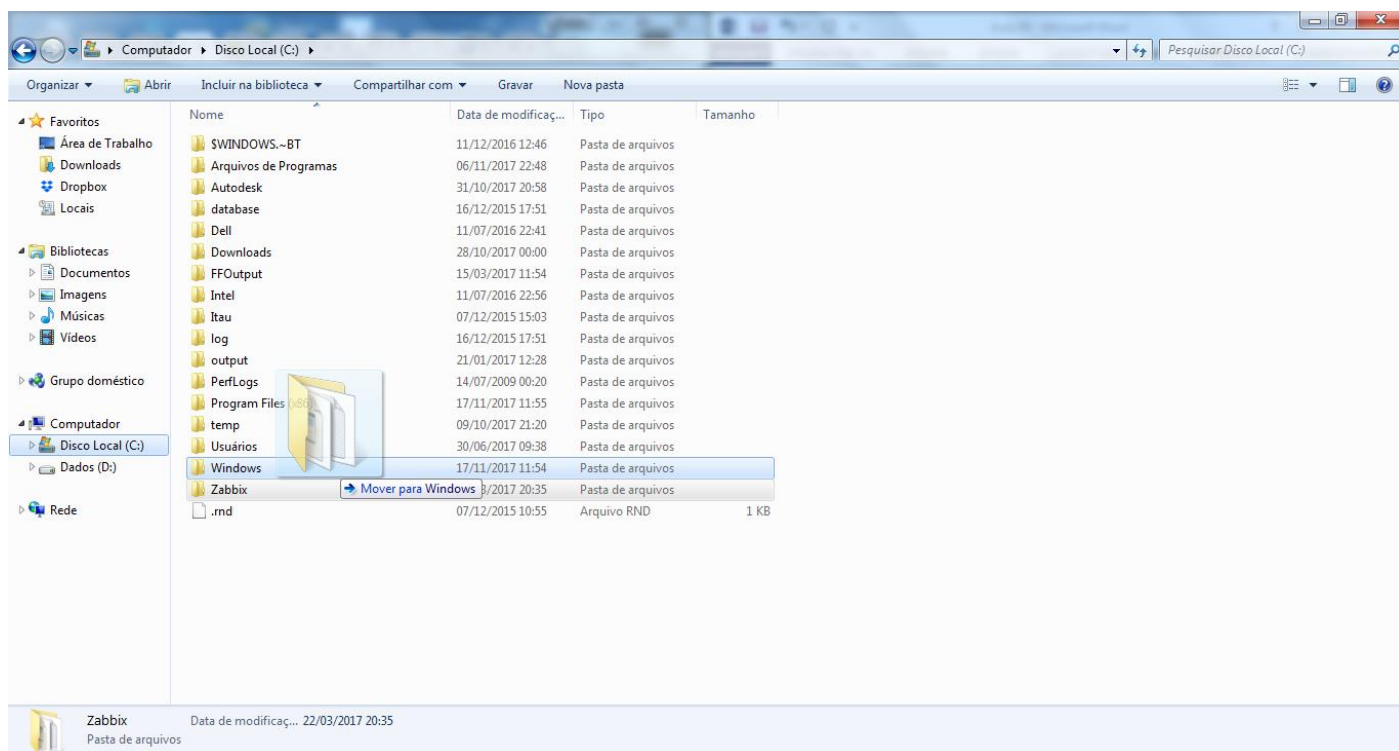 Computador Disco Local (C:)
Pesquisar Disco Local (C:)
Organizar Abrir Incluir na biblioteca Compartilhar com Gravar Nova pasta
Favoritos
Área de Trabalho
Downloads
Dropbox
Locais
Bibliotecas
Documentos
Imagens
Músicas
Vídeos
Grupo doméstico
Computador
Disco Local (C:)
Dados (D:)
Rede
Nome Data de modificaç... Tipo Tamanho
$WINDOWS.~BT 11/12/2016 12:46 Pasta de arquivos
Arquivos de Programas 06/11/2017 22:48 Pasta de arquivos
Autodesk 31/10/2017 20:58 Pasta de arquivos
database 16/12/2015 17:51 Pasta de arquivos
Dell 11/07/2016 22:41 Pasta de arquivos
Downloads 28/10/2017 00:00 Pasta de arquivos
FFOutput 15/03/2017 11:54 Pasta de arquivos
Intel 11/07/2016 22:56 Pasta de arquivos
Itau 07/12/2015 15:03 Pasta de arquivos
log 16/12/2015 17:51 Pasta de arquivos
output 21/01/2017 12:28 Pasta de arquivos
PerfLogs 14/07/2009 00:20 Pasta de arquivos
Program Files (x86) 17/11/2017 11:55 Pasta de arquivos
temp 09/10/2017 21:20 Pasta de arquivos
Usuários 30/06/2017 09:38 Pasta de arquivos
Windows 17/11/2017 11:54 Pasta de arquivos
Zabbix Mover para Windows 3/2017 20:35 Pasta de arquivos
.rnd 07/12/2015 10:55 Arquivo RND 1 KB
Zabbix Data de modificaç... 22/03/2017 20:35
Pasta de arquivos